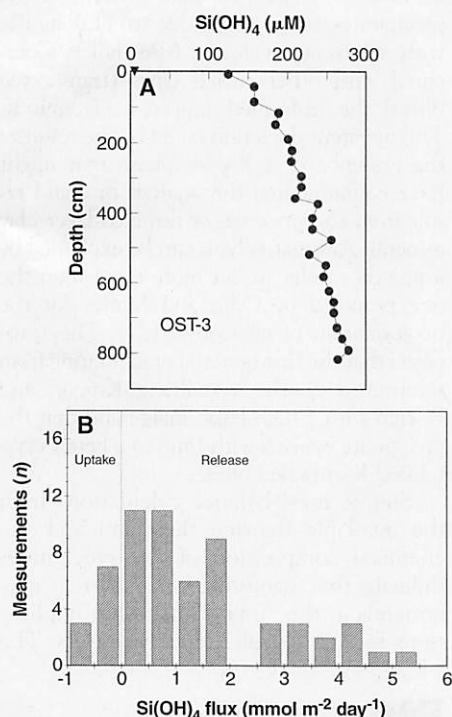 Si(OH)4 (µM)
0 100 200 300
A
0
200
400
600
800
Depth (cm)
OST-3
B
Uptake
Release
16
12
8
4
0
Measurements (n)
-1 0 1 2 3 4 5 6
Si(OH)4 flux (mmol m-2 day-1)